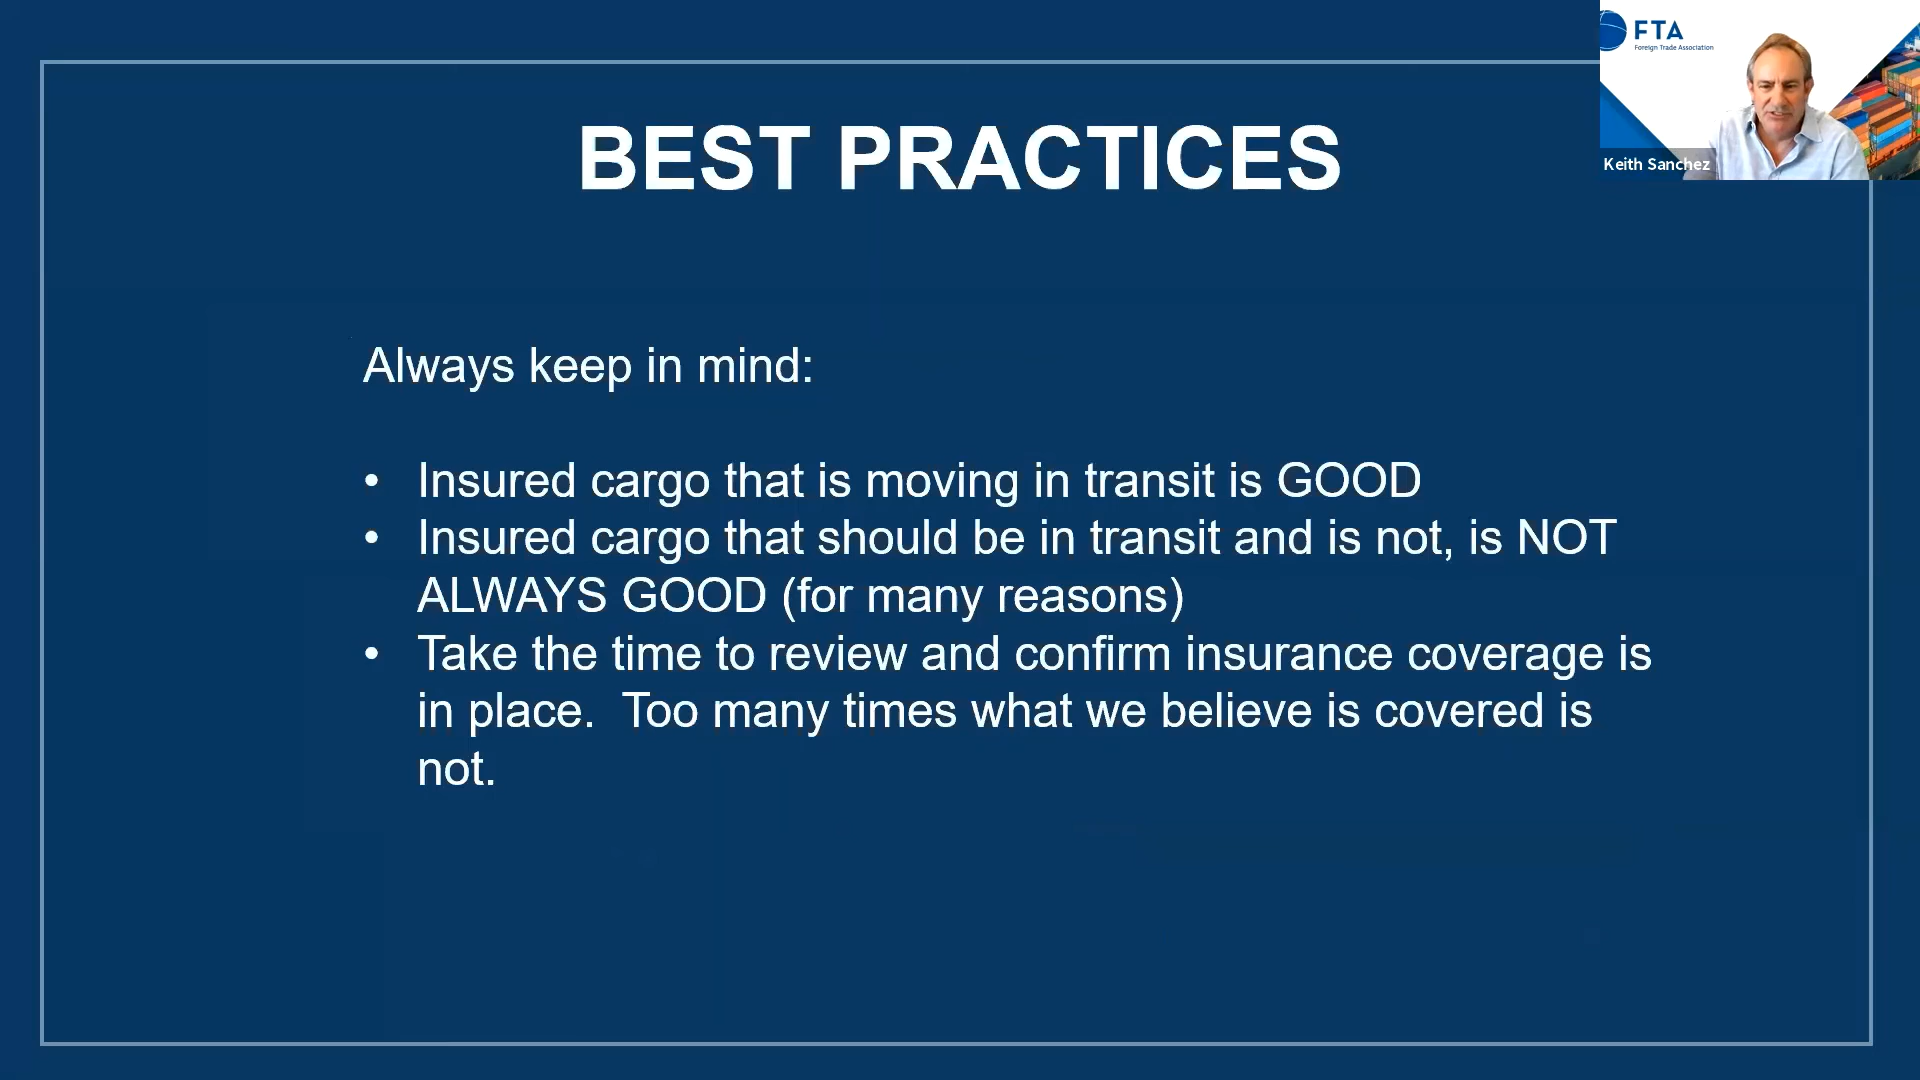 FTA
Foreign Trade Association
Keith Sanchez
BEST PRACTICES
Always keep in mind:
• Insured cargo that is moving in transit is GOOD
• Insured cargo that should be in transit and is not, is NOT
ALWAYS GOOD (for many reasons)
• Take the time to review and confirm insurance coverage is
in place.  Too many times what we believe is covered is
not.